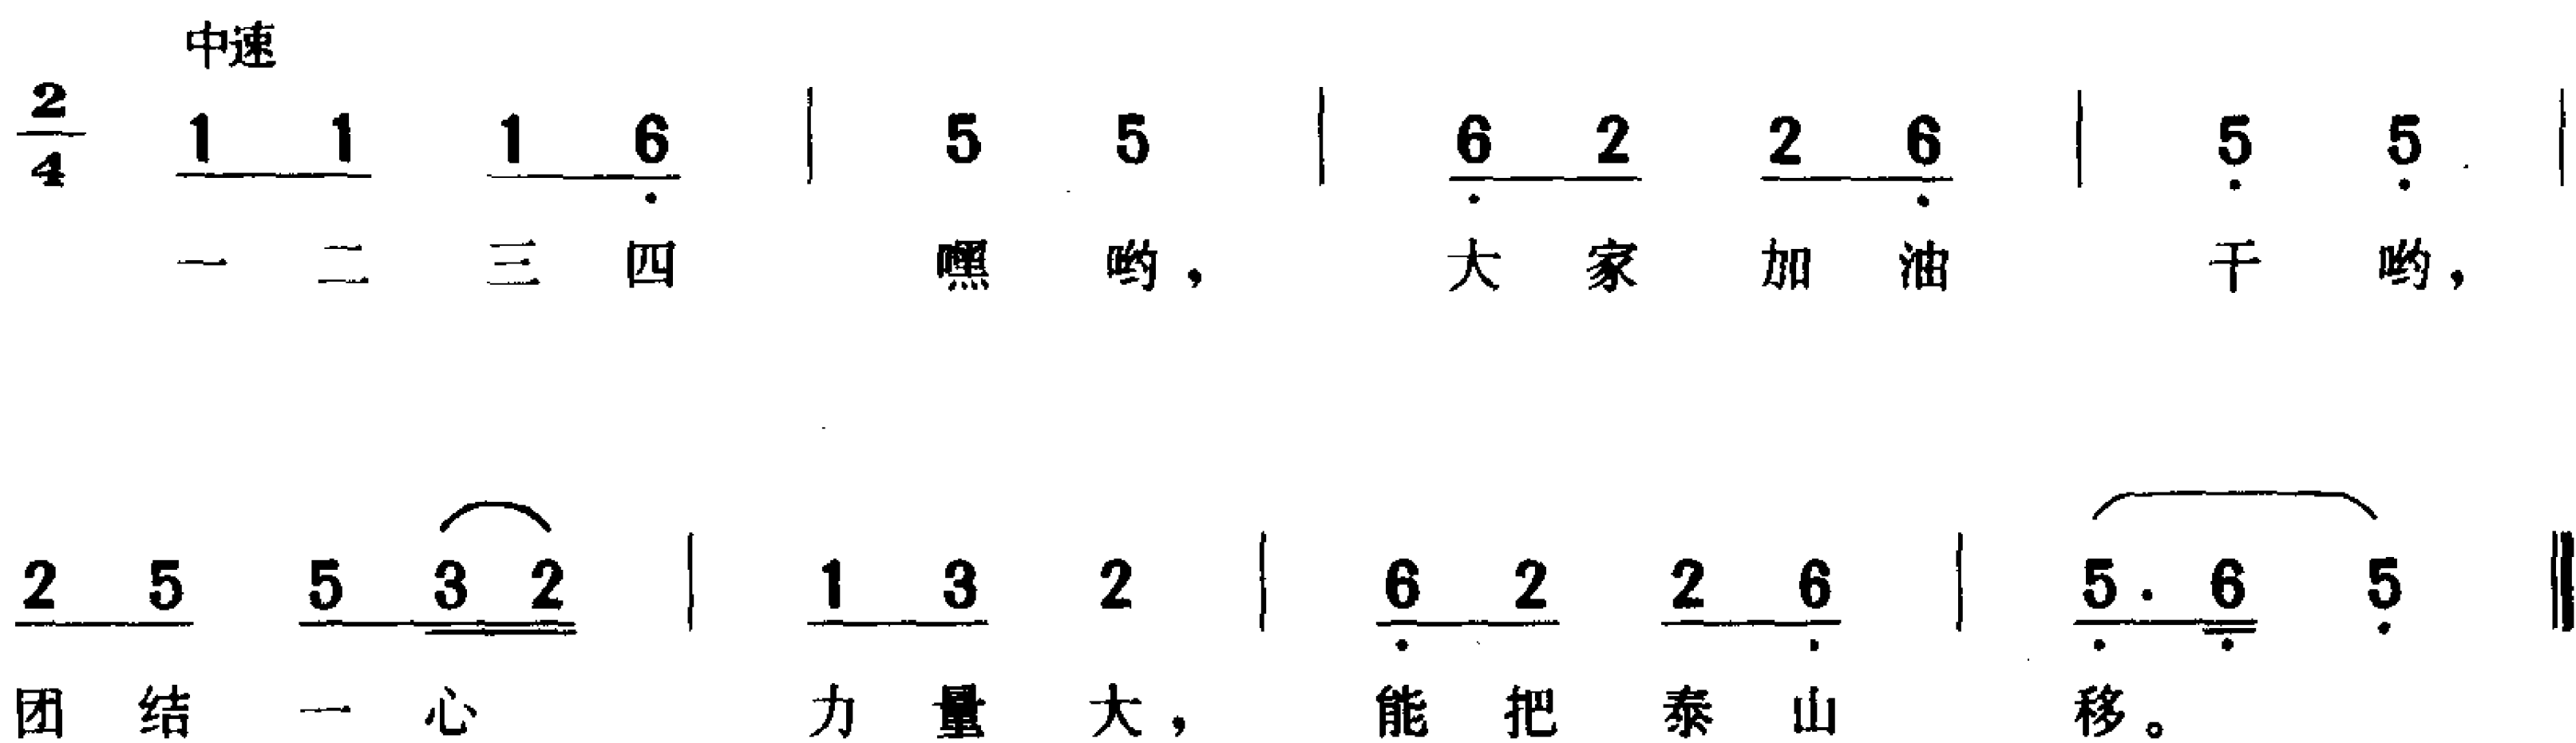 中速
2/4 1 1 1 6̣ | 5 5 | 6̣ 2 2 6̣ | 5̣ 5̣ |
一 二 三 四 嘿 哟， 大 家 加 油 干 哟，
2 5 5 3 2 | 1 3 2 | 6̣ 2 2 6̣ | 5̣ · 6̣ 5̣ ‖
团 结 一 心 力 量 大， 能 把 泰 山 移。